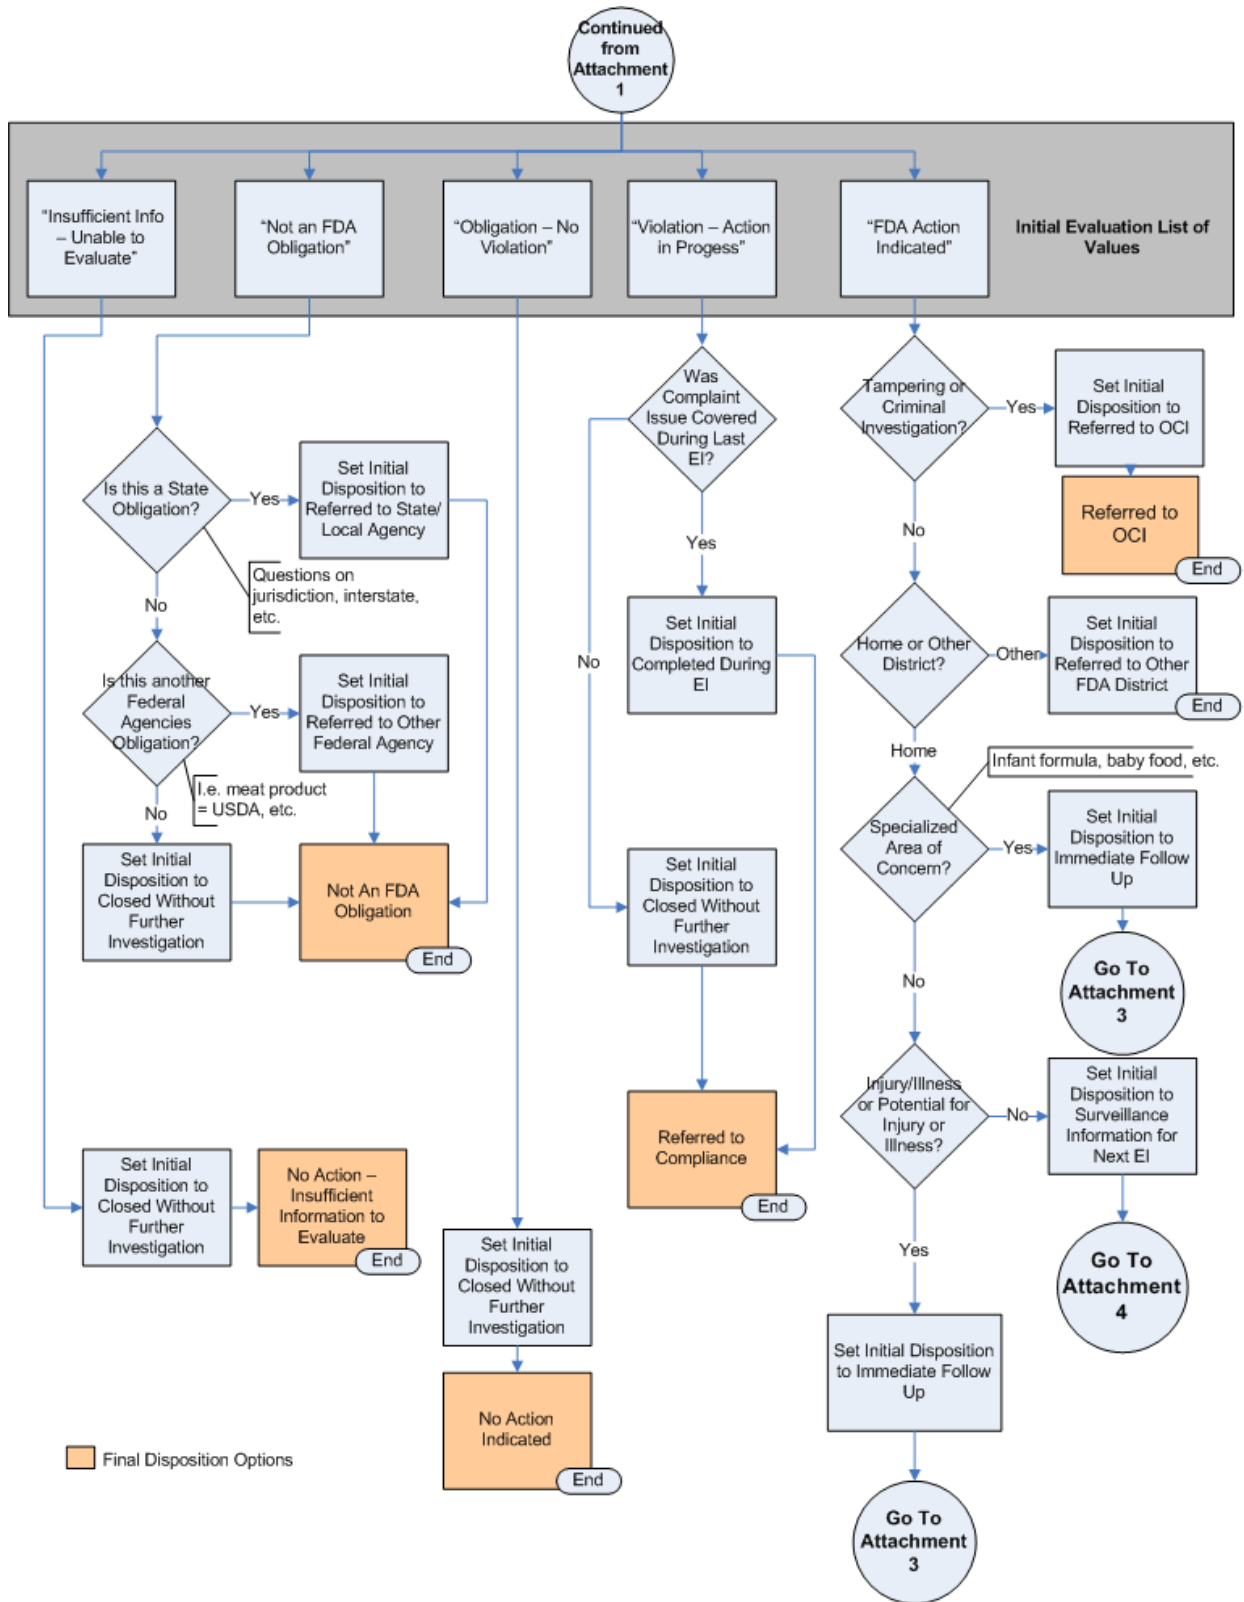 Continued
from
Attachment
1
“Insufficient Info
– Unable to
Evaluate”
“Not an FDA
Obligation”
“Obligation – No
Violation”
“Violation – Action
in Progess”
“FDA Action
Indicated”
Initial Evaluation List of
Values
Was
Complaint
Issue Covered
During Last
EI?
Tampering or
Criminal
Investigation?
Yes
Set Initial
Disposition to
Referred to OCI
Is this a State
Obligation?
Yes
Set Initial
Disposition to
Referred to State/
Local Agency
Referred to
OCI
End
Yes
No
Questions on
jurisdiction, interstate,
etc.
No
Set Initial
Disposition to
Completed During
EI
No
Home or Other
District?
Other
Set Initial
Disposition to
Referred to Other
FDA District
End
Is this another
Federal
Agencies
Obligation?
Yes
Set Initial
Disposition to
Referred to Other
Federal Agency
Home
Infant formula, baby food, etc.
I.e. meat product
= USDA, etc.
No
Specialized
Area of
Concern?
Yes
Set Initial
Disposition to
Immediate Follow
Up
Set Initial
Disposition to
Closed Without
Further
Investigation
Not An FDA
Obligation
End
Set Initial
Disposition to
Closed Without
Further
Investigation
No
Go To
Attachment
3
Injury/Illness
or Potential for
Injury or
Illness?
No
Set Initial
Disposition to
Surveillance
Information for
Next EI
Referred to
Compliance
End
Set Initial
Disposition to
Closed Without
Further
Investigation
No Action –
Insufficient
Information to
Evaluate
End
Set Initial
Disposition to
Closed Without
Further
Investigation
Yes
Go To
Attachment
4
Set Initial Disposition
to Immediate Follow
Up
No Action
Indicated
End
Final Disposition Options
Go To
Attachment
3